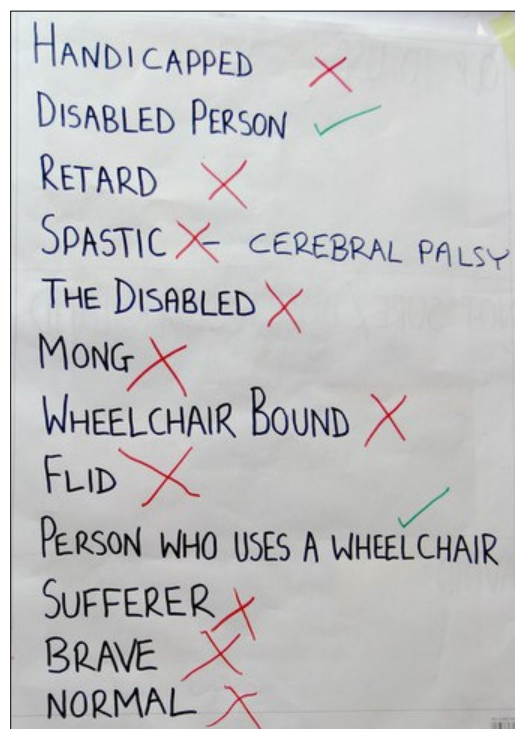 HANDICAPPED
DISABLED PERSON
RETARD
SPASTIC - CEREBRAL PALSY
THE DISABLED
MONG
WHEELCHAIR BOUND
FLID
PERSON WHO USES A WHEELCHAIR
SUFFERER
BRAVE
NORMAL